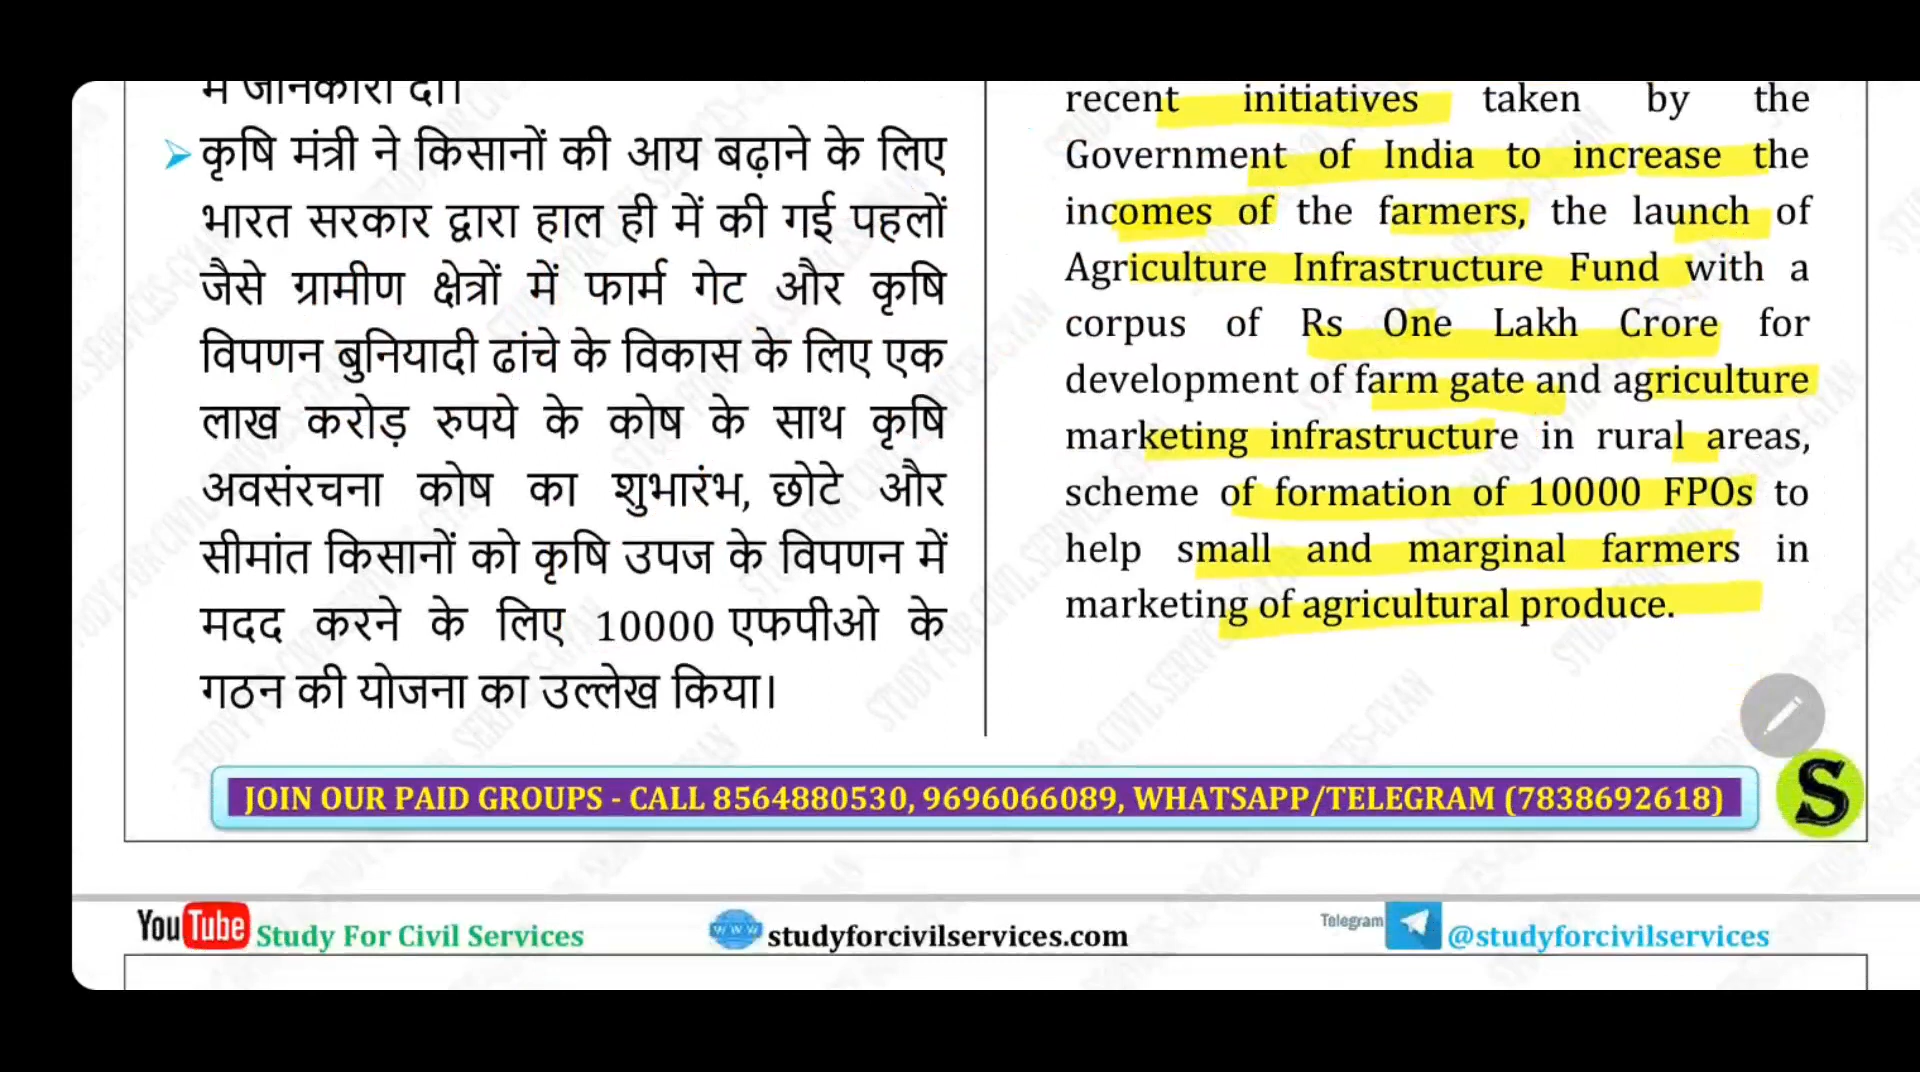 में जानकारी दी।
कृषि मंत्री ने किसानों की आय बढ़ाने के लिए
भारत सरकार द्वारा हाल ही में की गई पहलों
जैसे ग्रामीण क्षेत्रों में फार्म गेट और कृषि
विपणन बुनियादी ढांचे के विकास के लिए एक
लाख करोड़ रुपये के कोष के साथ कृषि
अवसंरचना कोष का शुभारंभ, छोटे और
सीमांत किसानों को कृषि उपज के विपणन में
मदद करने के लिए 10000 एफपीओ के
गठन की योजना का उल्लेख किया।
recent initiatives taken by the
Government of India to increase the
incomes of the farmers, the launch of
Agriculture Infrastructure Fund with a
corpus of Rs One Lakh Crore for
development of farm gate and agriculture
marketing infrastructure in rural areas,
scheme of formation of 10000 FPOs to
help small and marginal farmers in
marketing of agricultural produce.
JOIN OUR PAID GROUPS - CALL 8564880530, 9696066089, WHATSAPP/TELEGRAM (7838692618)
S
YouTube Study For Civil Services
WWW studyforcivilservices.com
Telegram @studyforcivilservices